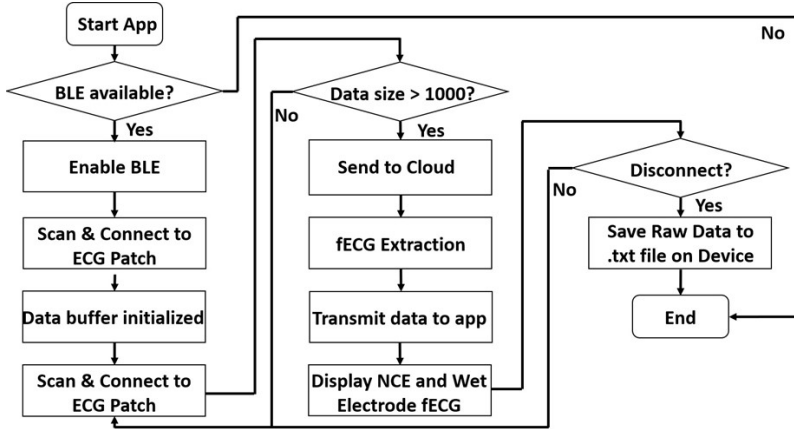 Start App
BLE available?
No
Yes
Enable BLE
Scan & Connect to
ECG Patch
Data buffer initialized
Scan & Connect to
ECG Patch
Data size > 1000?
No
Yes
Send to Cloud
fECG Extraction
Transmit data to app
Display NCE and Wet
Electrode fECG
Disconnect?
No
Yes
Save Raw Data to
.txt file on Device
End